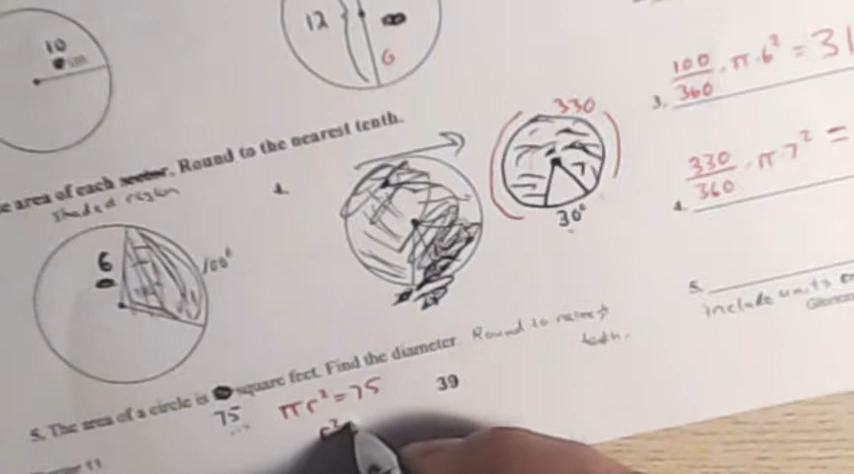 10
12
6
100/360 · π · 6² = 31
3.
330
e area of each sector. Round to the nearest tenth.
shaded region
4.
7
30°
330/360 · π 7² =
4.
6
100°
5.
include units
Glencoe
5. The area of a circle is square feet. Find the diameter. Round to nearest
tenth.
75
πr² = 75
39
r²